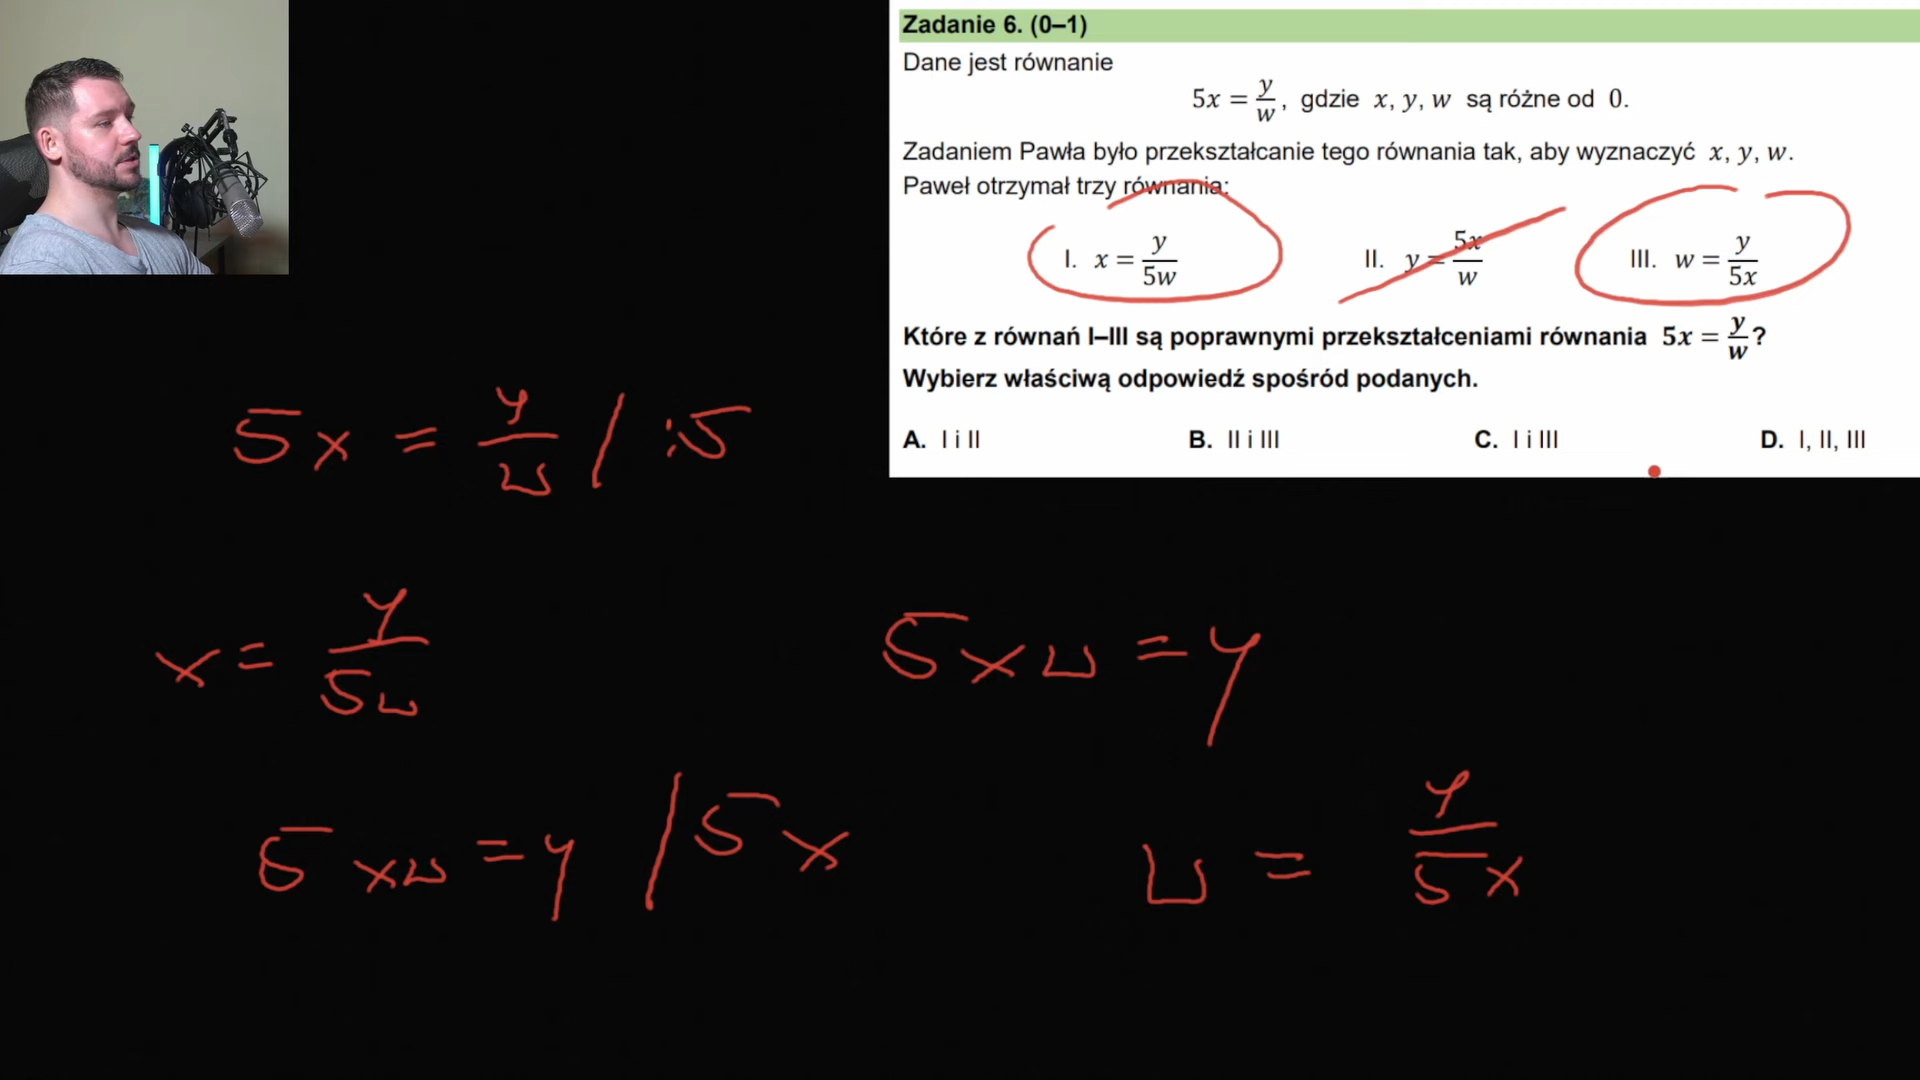 Zadanie 6. (0–1)
Dane jest równanie
5x = y/w, gdzie x, y, w są różne od 0.
Zadaniem Pawła było przekształcanie tego równania tak, aby wyznaczyć x, y, w.
Paweł otrzymał trzy równania:
I. x = y/5w II. y = 5x/w III. w = y/5x
Które z równań I–III są poprawnymi przekształceniami równania 5x = y/w?
Wybierz właściwą odpowiedź spośród podanych.
A. I i II B. II i III C. I i III D. I, II, III
5x = y/w / :5
x = y/5w
5xw = y
5xw = y / 5x
w = y/5x